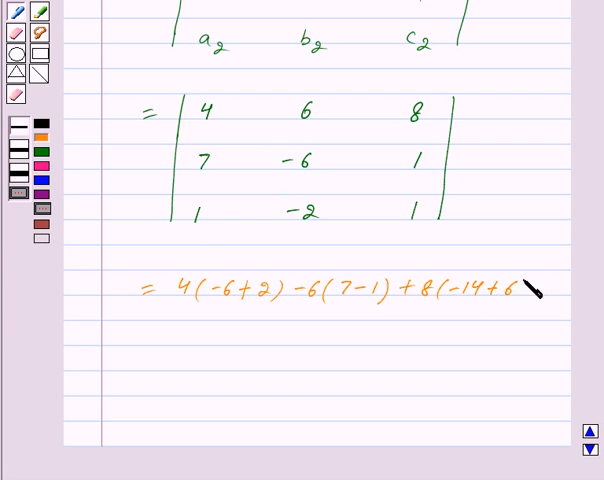 a₂ b₂ c₂
= | 4 6 8 |
| 7 -6 1 |
| 1 -2 1 |
= 4(-6+2) -6(7-1) + 8(-14+6